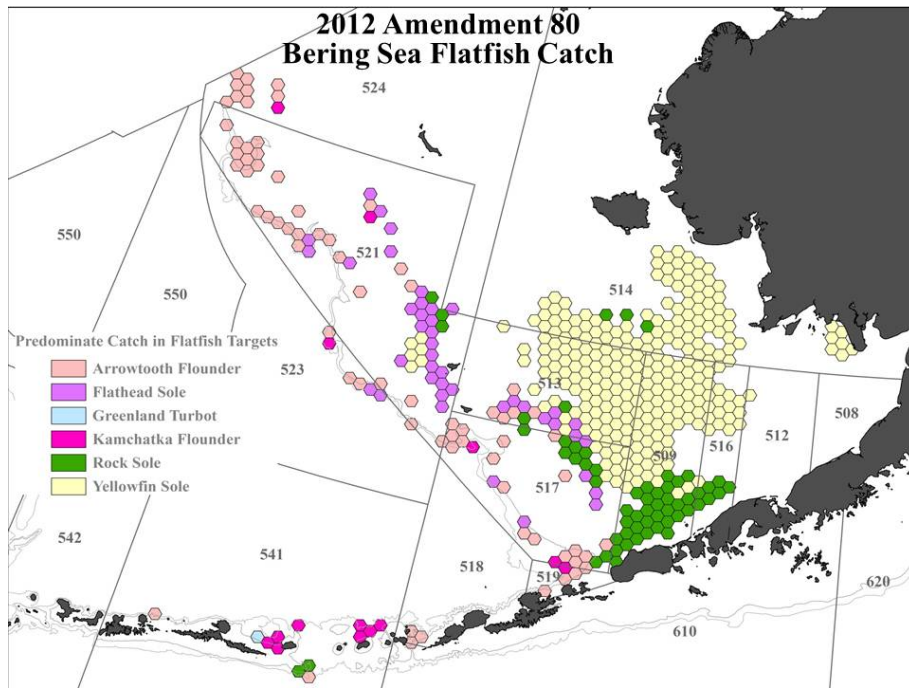 2012 Amendment 80
Bering Sea Flatfish Catch
524
550
521
514
550
Predominate Catch in Flatfish Targets
Arrowtooth Flounder
523
Flathead Sole
513
508
Greenland Turbot
512
Kamchatka Flounder
516
Rock Sole
509
Yellowfin Sole
517
542
541
518
519
620
610